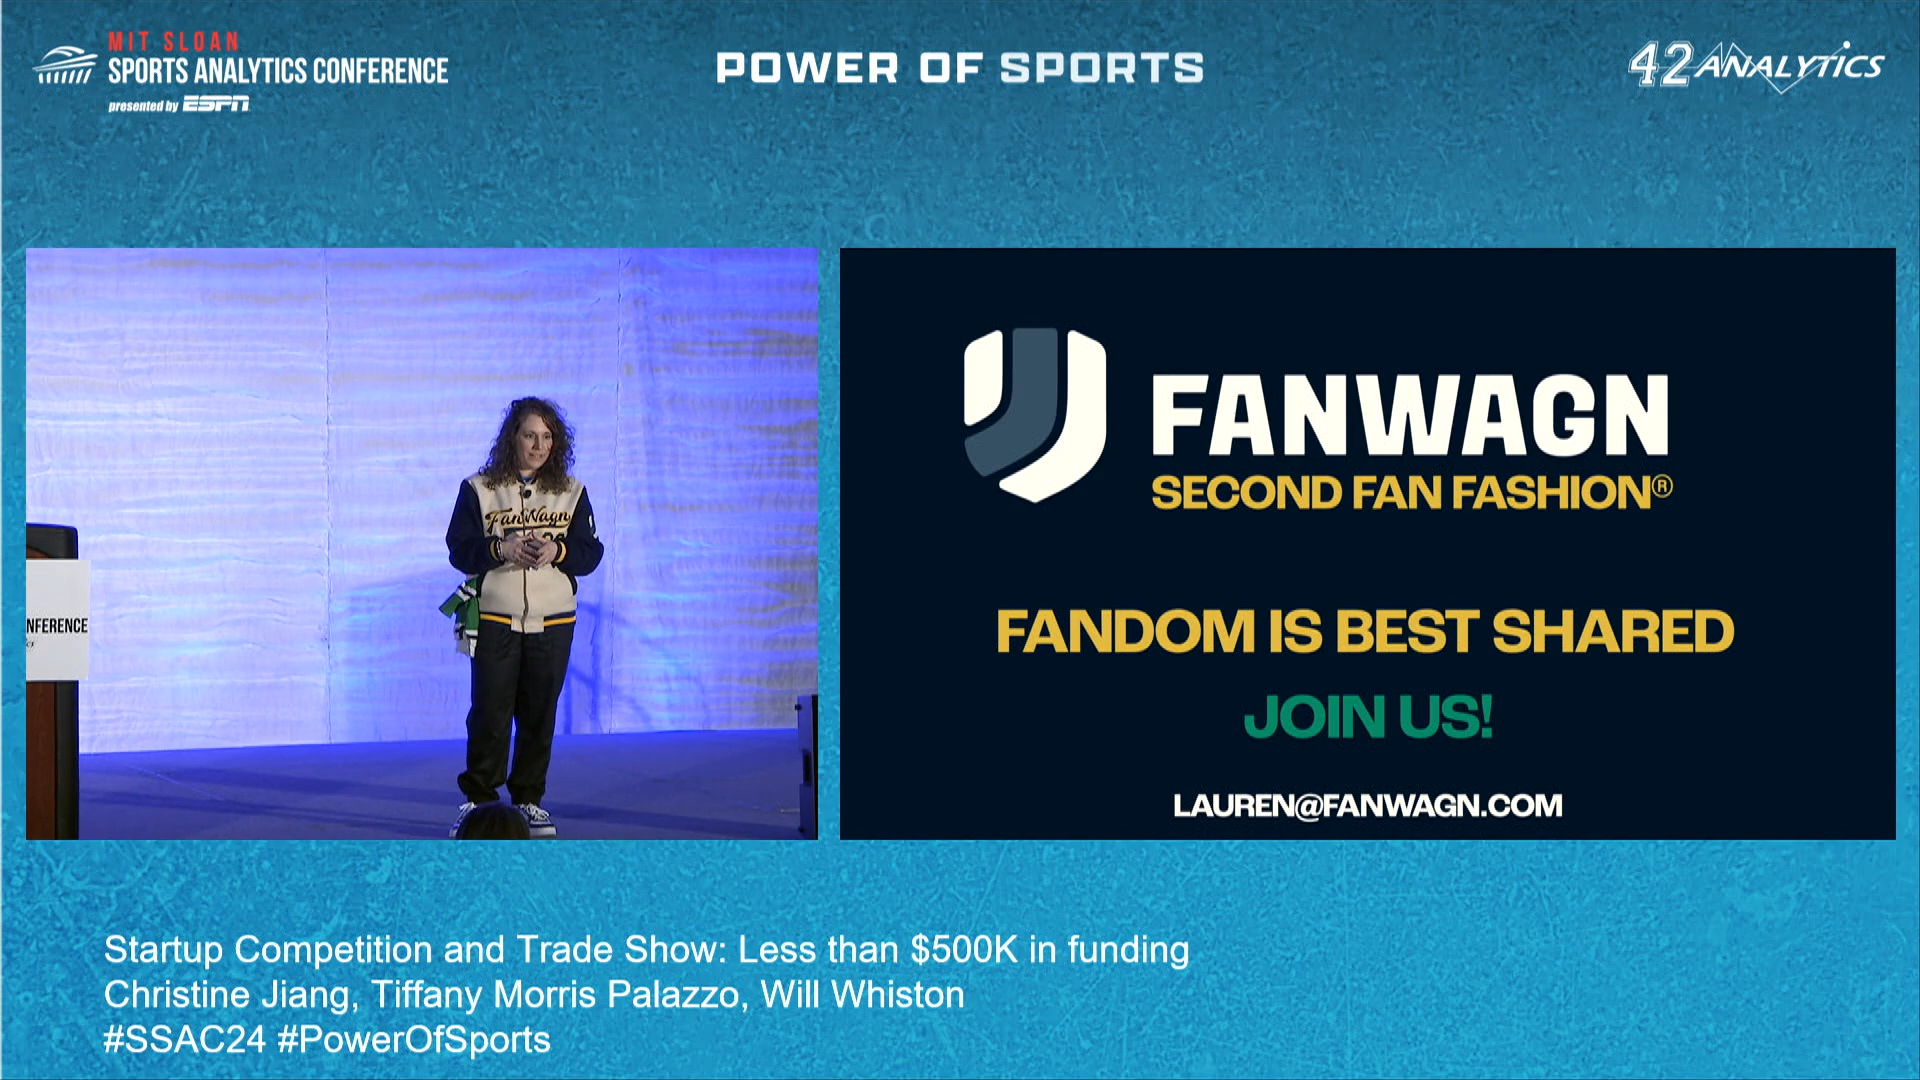 MIT SLOAN
SPORTS ANALYTICS CONFERENCE
presented by ESPN
POWER OF SPORTS
42 ANALYTICS
FanWagn
NFERENCE
FANWAGN
SECOND FAN FASHION®
FANDOM IS BEST SHARED
JOIN US!
LAUREN@FANWAGN.COM
Startup Competition and Trade Show: Less than $500K in funding
Christine Jiang, Tiffany Morris Palazzo, Will Whiston
#SSAC24 #PowerOfSports